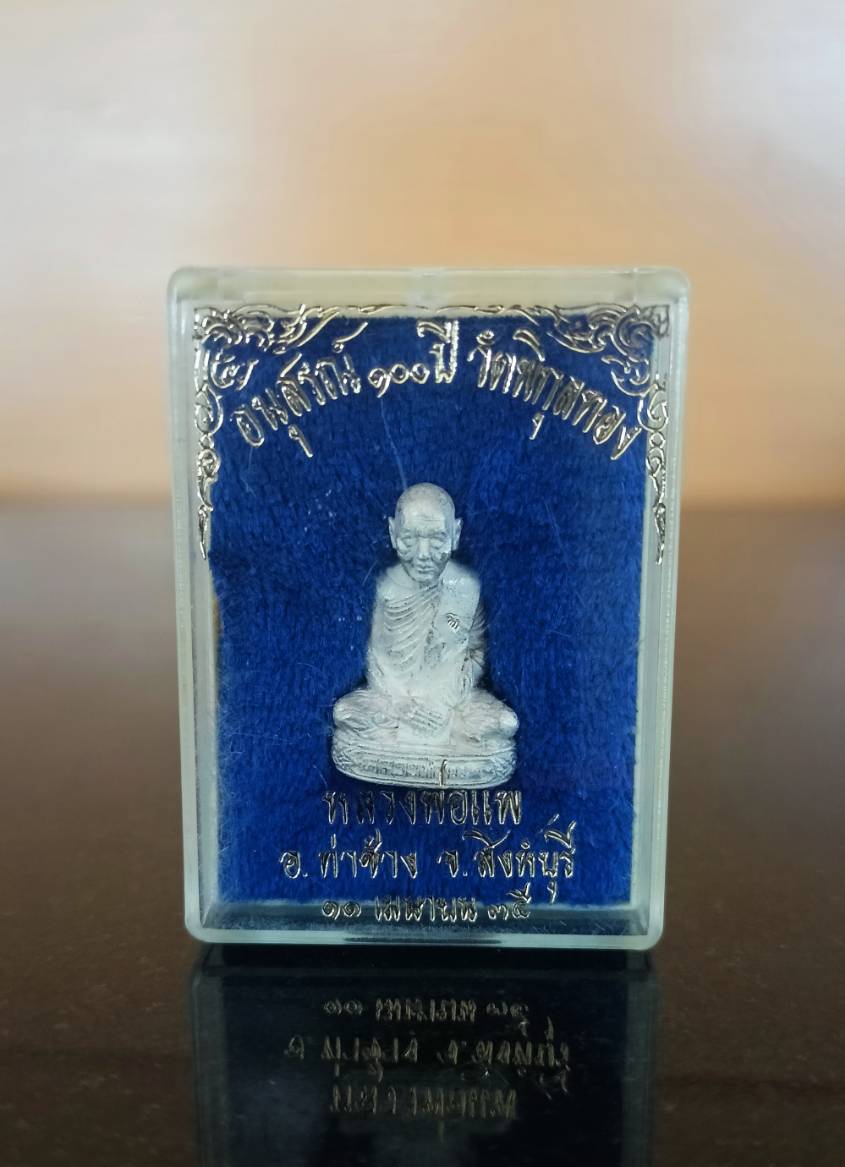 อนุสรณ์ ๑๐๐ ปี วัดพิกุลทอง
หลวงพ่อแพ
อ. ท่าช้าง จ. สิงห์บุรี
๑๑ เมษายน ๓๕